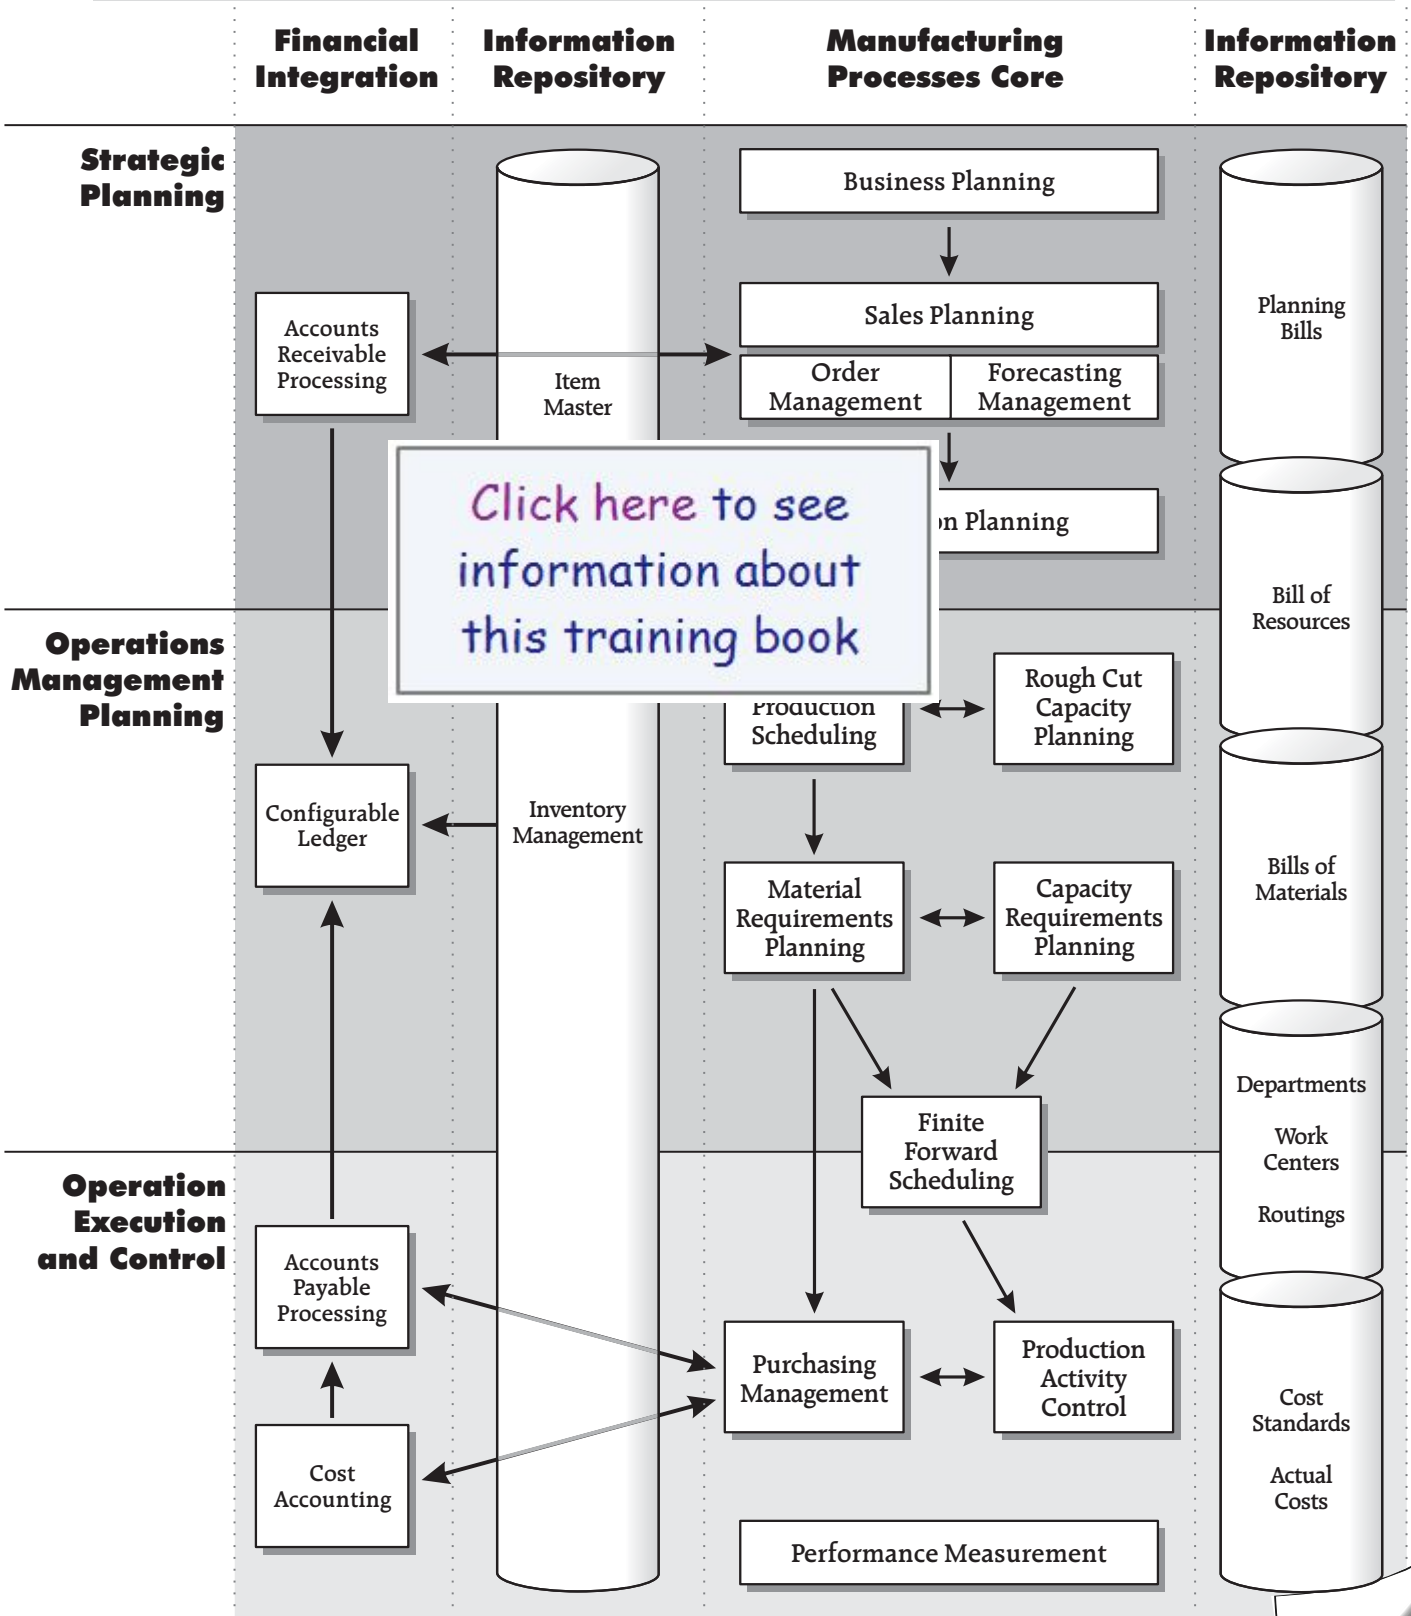 Financial
Integration
Information
Repository
Manufacturing
Processes Core
Information
Repository
Strategic
Planning
Business Planning
Sales Planning
Order
Management
Forecasting
Management
Accounts
Receivable
Processing
Item
Master
Planning
Bills
Click here to see
information about
this training book
on Planning
Bill of
Resources
Operations
Management
Planning
Production
Scheduling
Rough Cut
Capacity
Planning
Configurable
Ledger
Inventory
Management
Material
Requirements
Planning
Capacity
Requirements
Planning
Bills of
Materials
Finite
Forward
Scheduling
Departments
Work
Centers
Routings
Operation
Execution
and Control
Accounts
Payable
Processing
Purchasing
Management
Production
Activity
Control
Cost
Accounting
Cost
Standards
Actual
Costs
Performance Measurement